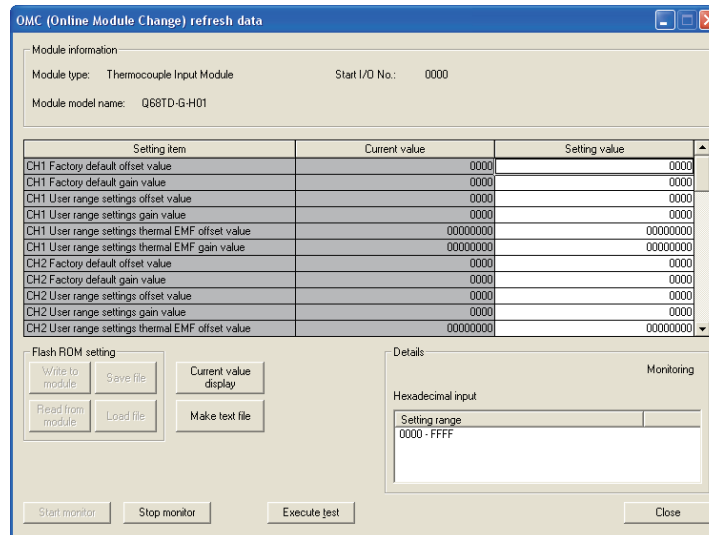 OMC (Online Module Change) refresh data
Module information
Module type: Thermocouple Input Module Start I/O No.: 0000
Module model name: Q68TD-G-H01
Setting item Current value Setting value
CH1 Factory default offset value 0000 0000
CH1 Factory default gain value 0000 0000
CH1 User range settings offset value 0000 0000
CH1 User range settings gain value 0000 0000
CH1 User range settings thermal EMF offset value 00000000 00000000
CH1 User range settings thermal EMF gain value 00000000 00000000
CH2 Factory default offset value 0000 0000
CH2 Factory default gain value 0000 0000
CH2 User range settings offset value 0000 0000
CH2 User range settings gain value 0000 0000
CH2 User range settings thermal EMF offset value 00000000 00000000
Flash ROM setting
Write to
module
Save file
Read from
module
Load file
Current value
display
Make text file
Details
Monitoring
Hexadecimal input
Setting range
0000 - FFFF
Start monitor Stop monitor Execute test Close